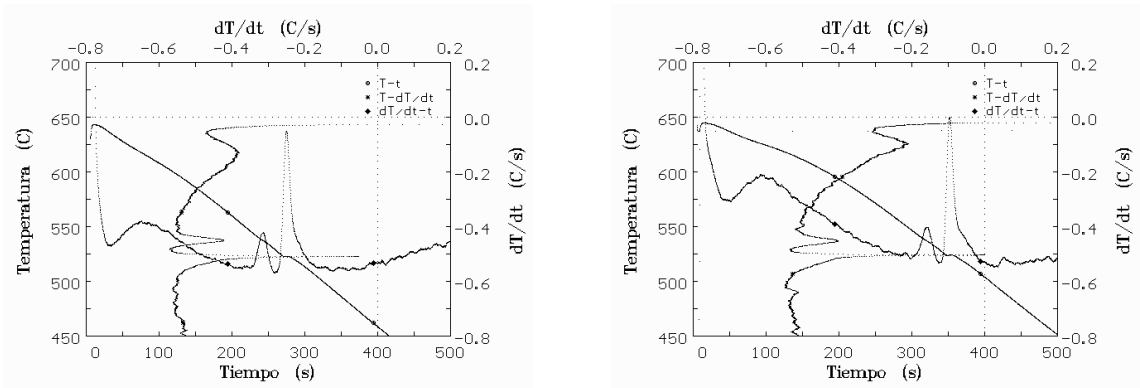 dT/dt (C/s)
-0.8 -0.6 -0.4 -0.2 0.0 0.2
700
650
600
550
500
450
Temperatura (C)
T-t
T-dT/dt
dT/dt-t
0.2
0.0
-0.2
-0.4
-0.6
-0.8
dT/dt (C/s)
0 100 200 300 400 500
Tiempo (s)
dT/dt (C/s)
-0.8 -0.6 -0.4 -0.2 0.0 0.2
700
650
600
550
500
450
Temperatura (C)
T-t
T-dT/dt
dT/dt-t
0.2
0.0
-0.2
-0.4
-0.6
-0.8
dT/dt (C/s)
0 100 200 300 400 500
Tiempo (s)